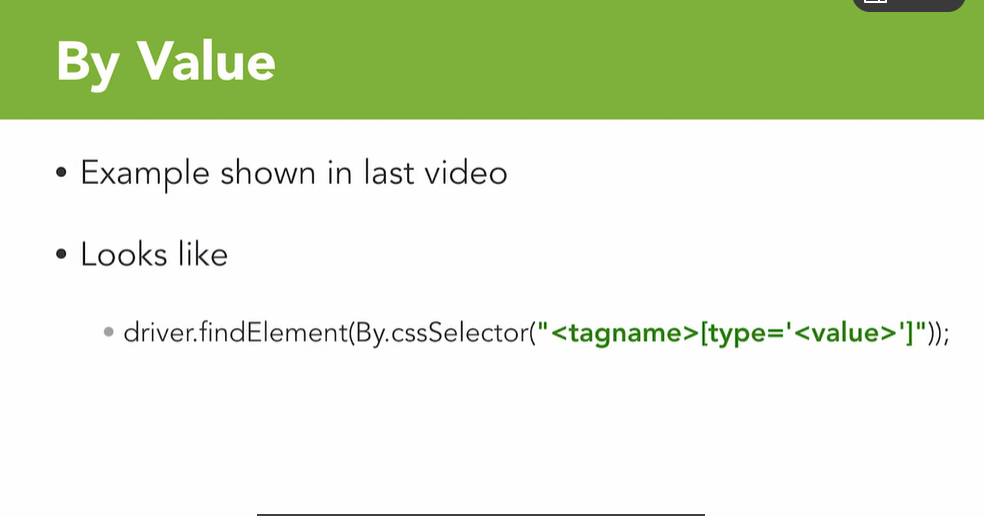 By Value
• Example shown in last video
• Looks like
• driver.findElement(By.cssSelector("<tagname>[type='<value>']"));